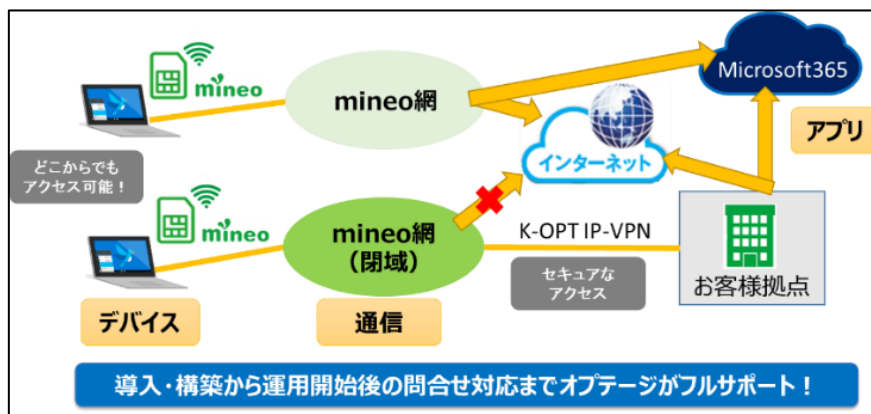 mineo
mineo網
Microsoft365
インターネット
アプリ
どこからでも
アクセス可能！
mineo
mineo網
（閉域）
K-OPT IP-VPN
セキュアな
アクセス
お客様拠点
デバイス
通信
導入・構築から運用開始後の問合せ対応までオプテージがフルサポート！